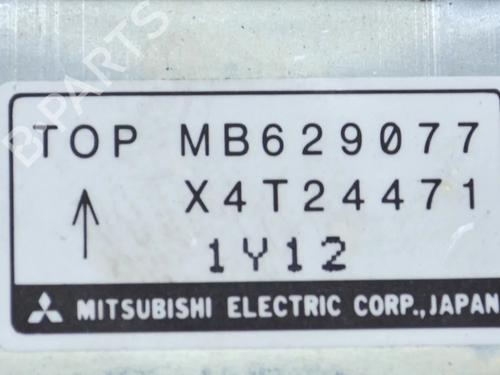 TOP MB629077
↑ X4T24471
1Y12
MITSUBISHI ELECTRIC CORP., JAPAN
B-PARTS